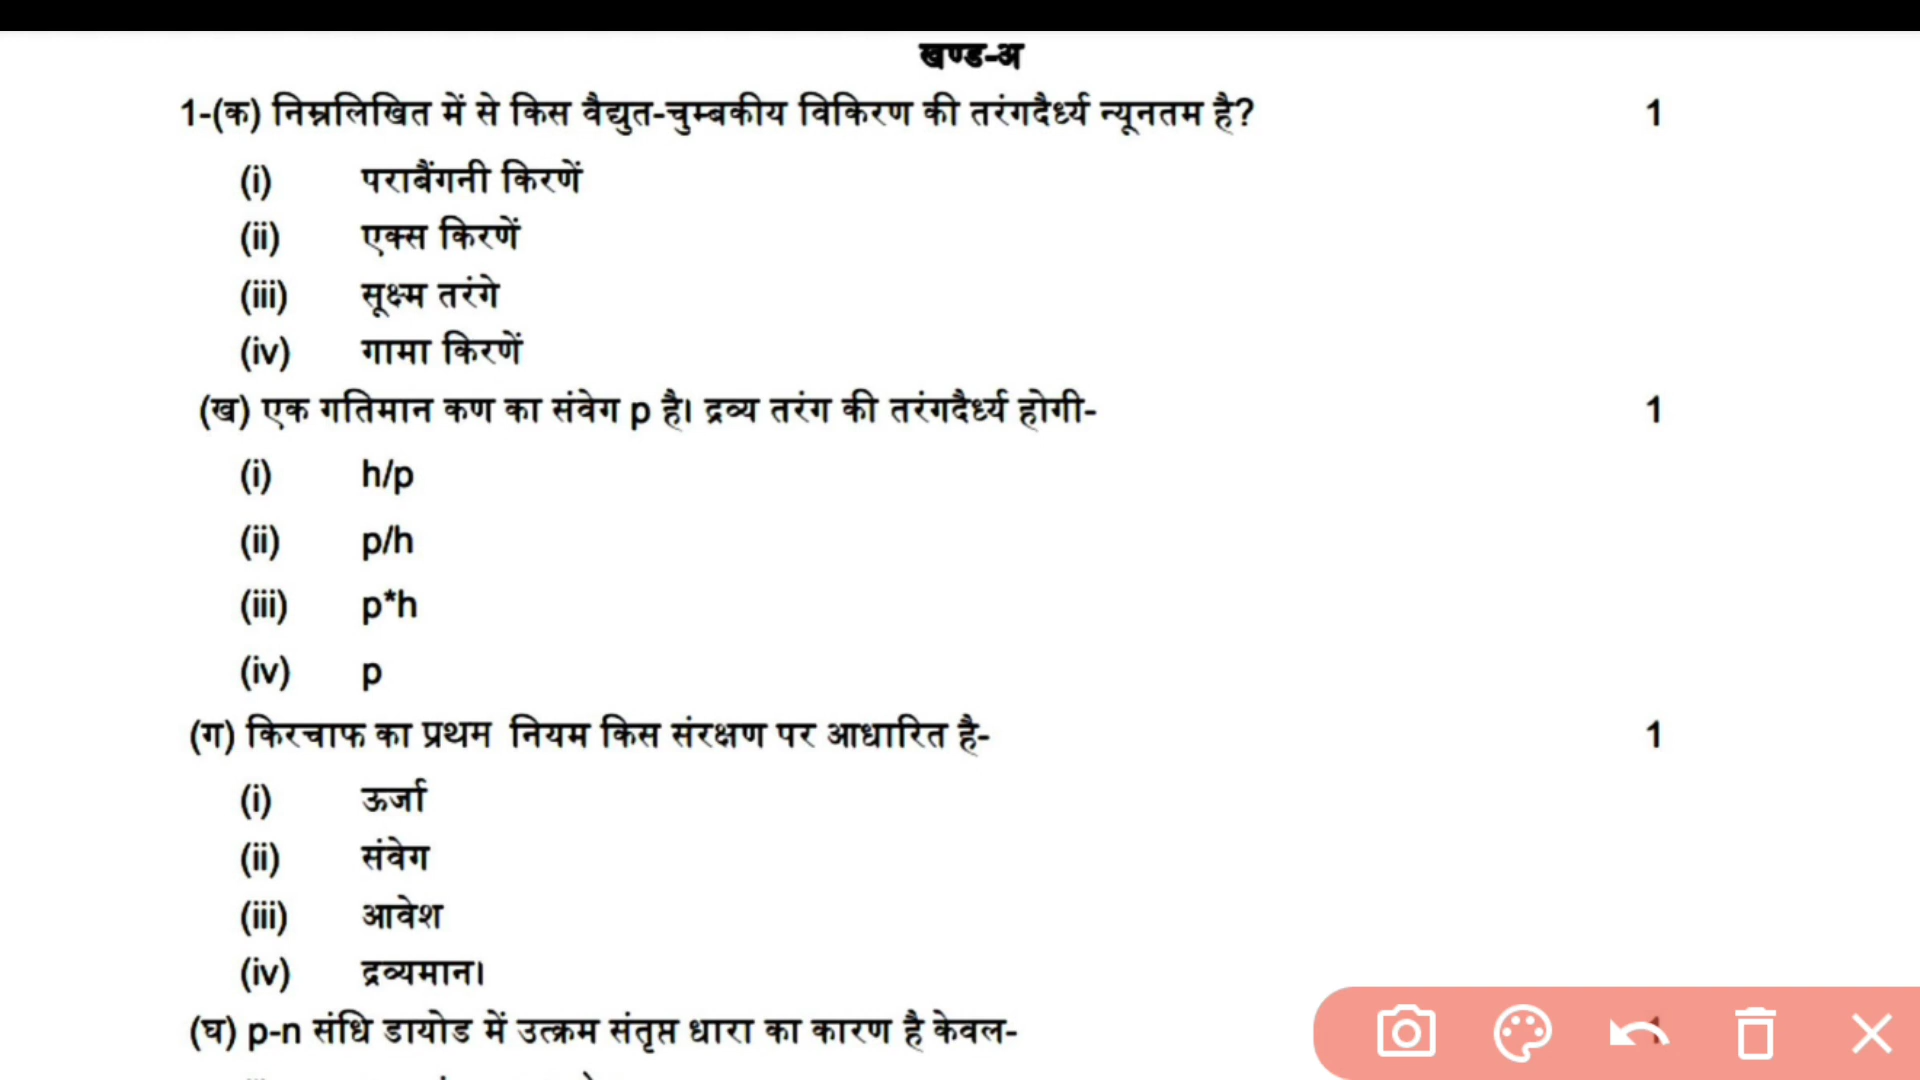 खण्ड-अ
1-(क) निम्नलिखित में से किस वैद्युत-चुम्बकीय विकिरण की तरंगदैर्ध्य न्यूनतम है? 1
(i) पराबैंगनी किरणें
(ii) एक्स किरणें
(iii) सूक्ष्म तरंगे
(iv) गामा किरणें
(ख) एक गतिमान कण का संवेग p है। द्रव्य तरंग की तरंगदैर्ध्य होगी- 1
(i) h/p
(ii) p/h
(iii) p*h
(iv) p
(ग) किरचाफ का प्रथम नियम किस संरक्षण पर आधारित है- 1
(i) ऊर्जा
(ii) संवेग
(iii) आवेश
(iv) द्रव्यमान।
(घ) p-n संधि डायोड में उत्क्रम संतृप्त धारा का कारण है केवल-